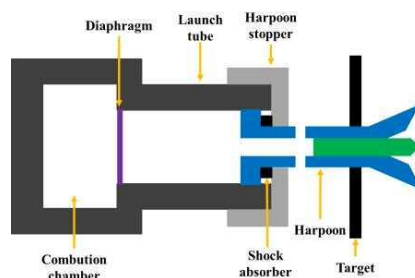 Diaphragm
Launch
tube
Harpoon
stopper
Combution
chamber
Shock
absorber
Harpoon
Target